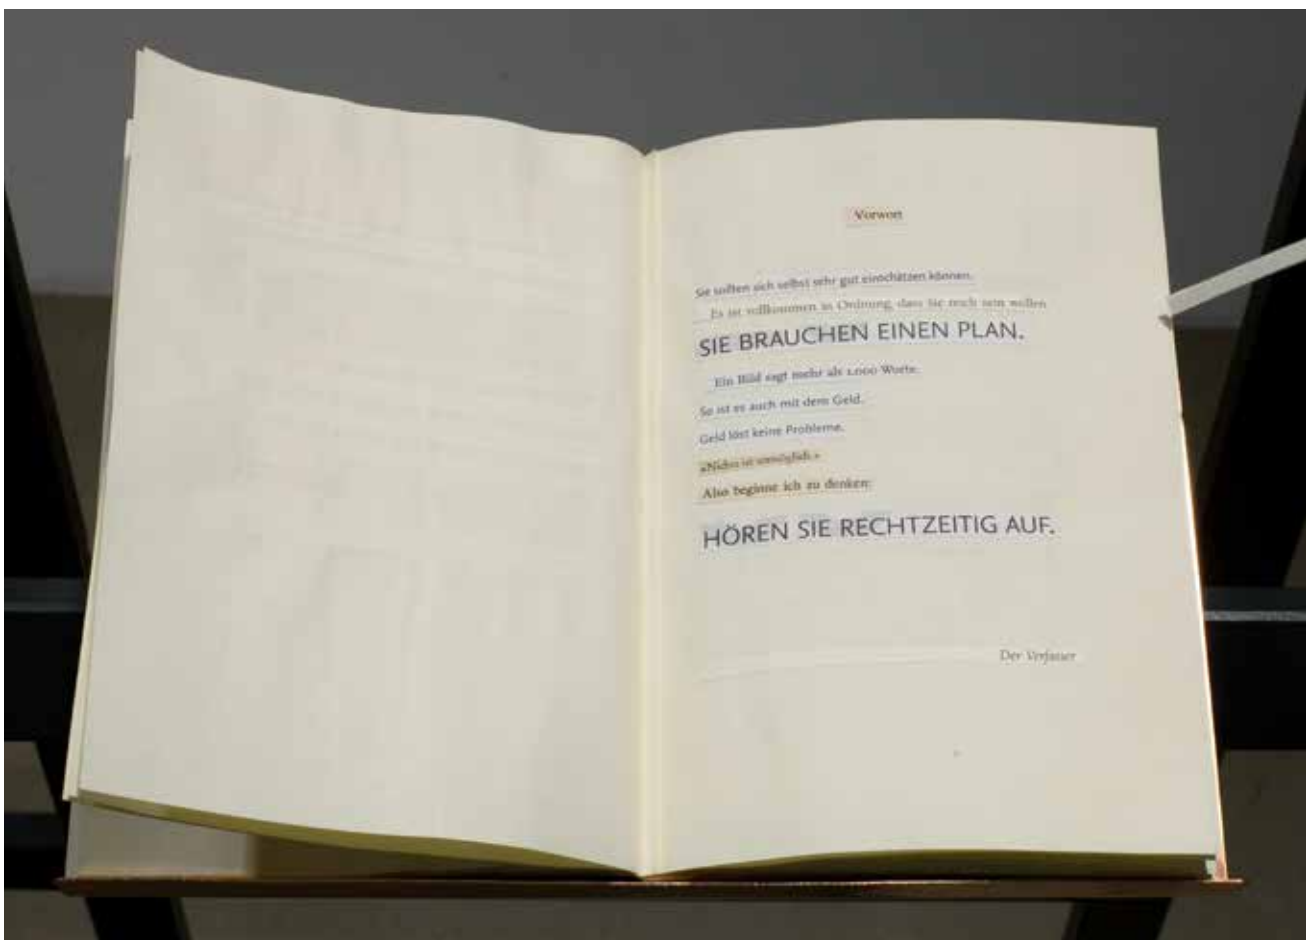 Vorwort
Sie sollten sich selbst sehr gut einschätzen können.
Es ist vollkommen in Ordnung, dass Sie reich sein wollen
SIE BRAUCHEN EINEN PLAN.
Ein Bild sagt mehr als 1.000 Worte.
So ist es auch mit dem Geld.
Geld löst keine Probleme.
«Nichts ist unmöglich.»
Also beginne ich zu denken:
HÖREN SIE RECHTZEITIG AUF.
Der Verfasser